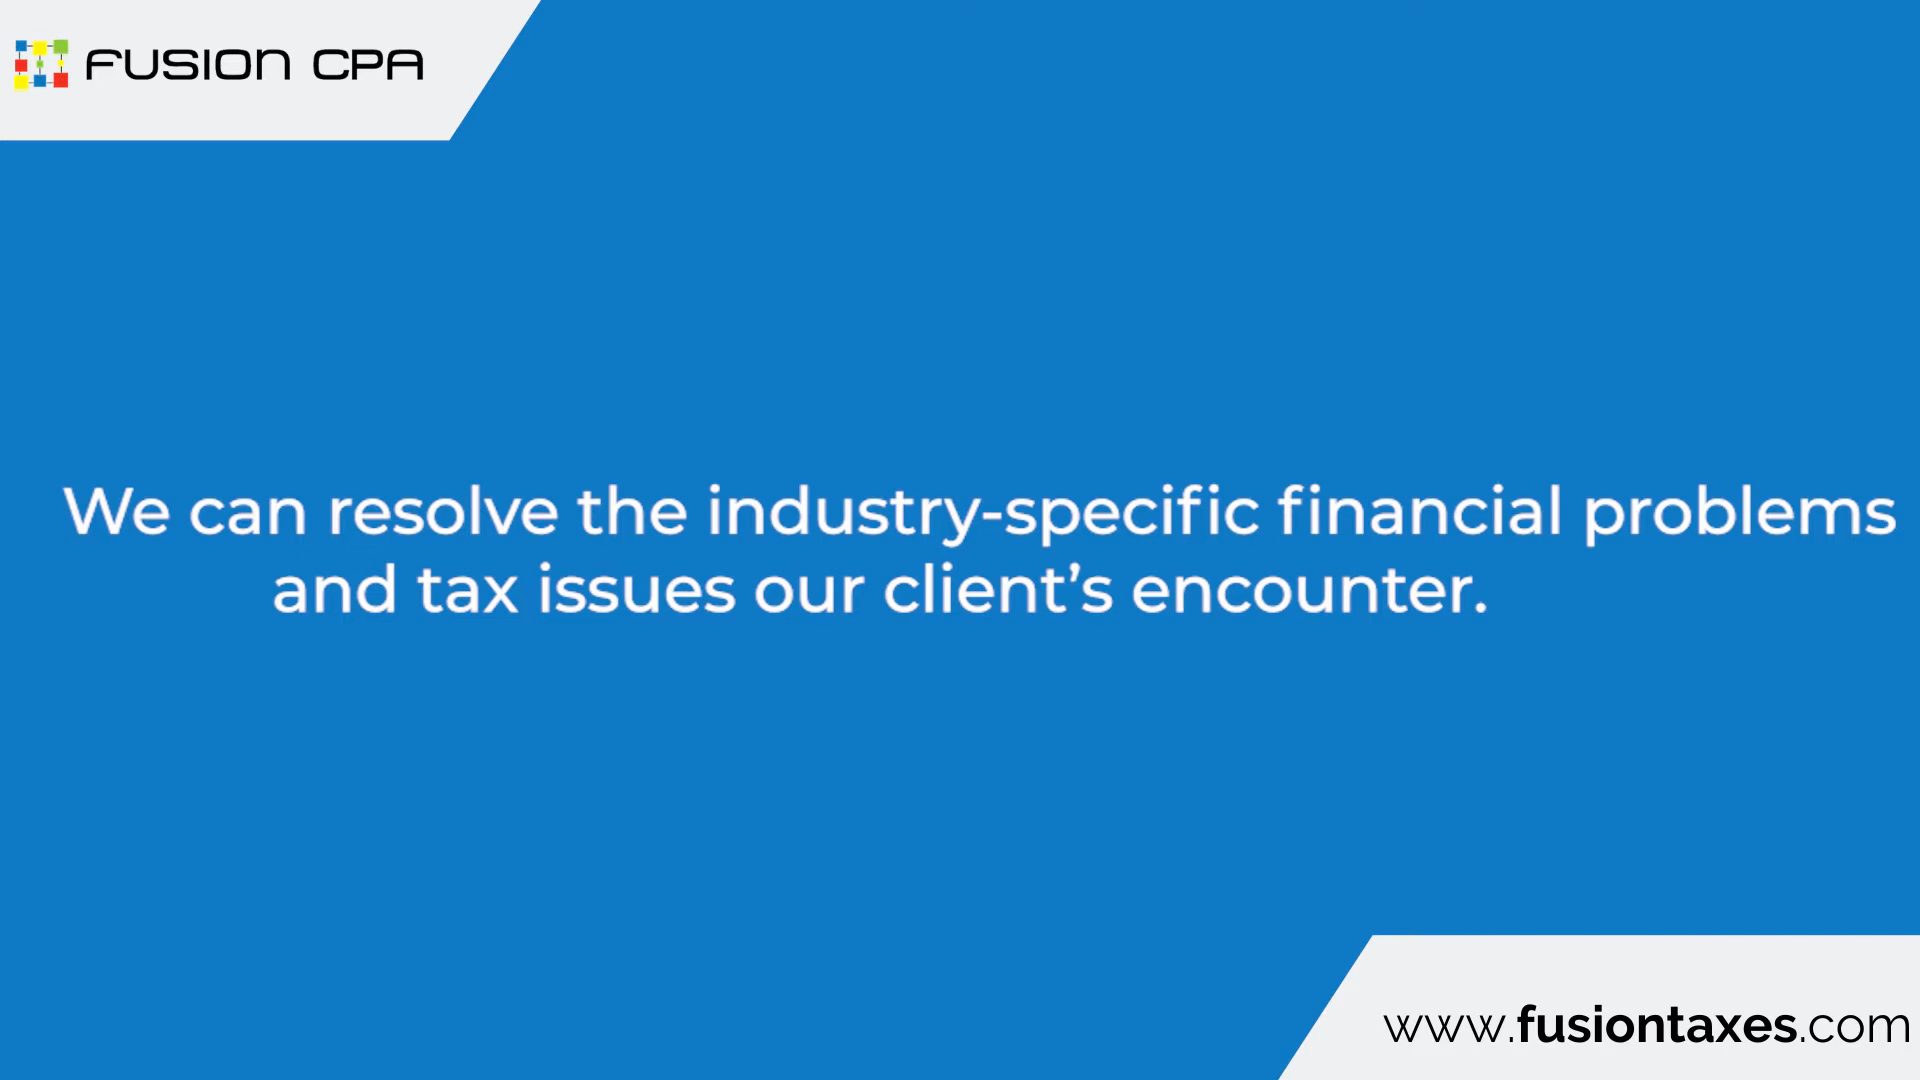 FUSION CPA
We can resolve the industry-specific financial problems
and tax issues our client’s encounter.
www.fusiontaxes.com